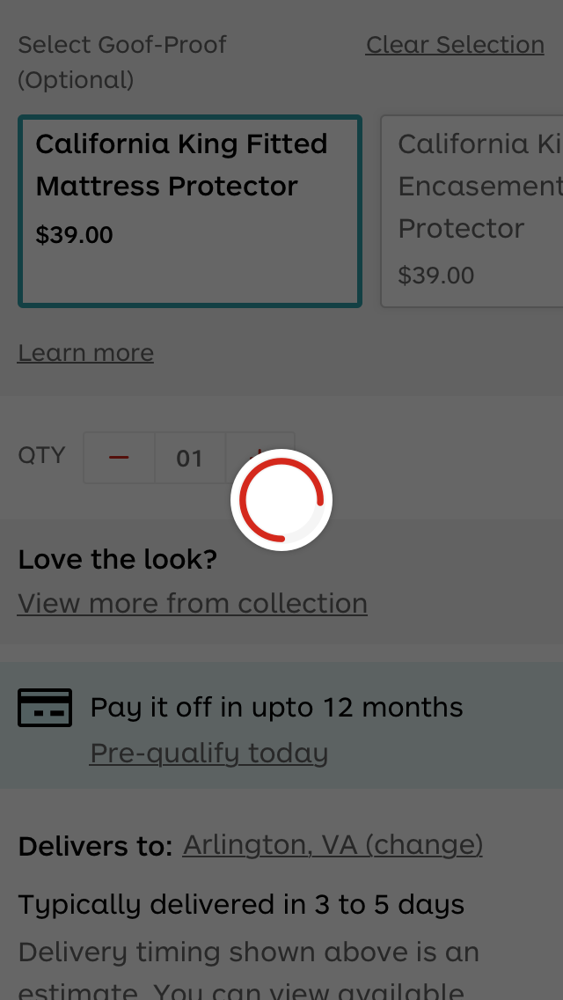 Select Goof-Proof
(Optional)
Clear Selection
California King Fitted
Mattress Protector
$39.00
California Ki
Encasement
Protector
$39.00
Learn more
QTY
01
Love the look?
View more from collection
Pay it off in upto 12 months
Pre-qualify today
Delivers to: Arlington, VA (change)
Typically delivered in 3 to 5 days
Delivery timing shown above is an
estimate. You can view available